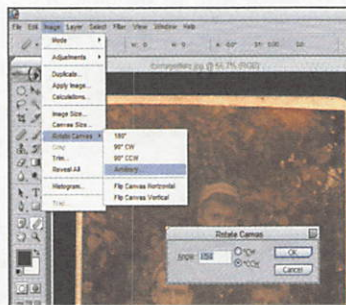 File Edit Image Layer Select Filter View Window Help
Mode
Adjustments
Duplicate...
Apply Image...
Calculations...
Image Size...
Canvas Size...
Rotate Canvas
Crop
Trim...
Reveal All
Histogram...
Trap...
180°
90° CW
90° CCW
Arbitrary...
Flip Canvas Horizontal
Flip Canvas Vertical
Rotate Canvas
Angle:
°CW
°CCW
OK
Cancel